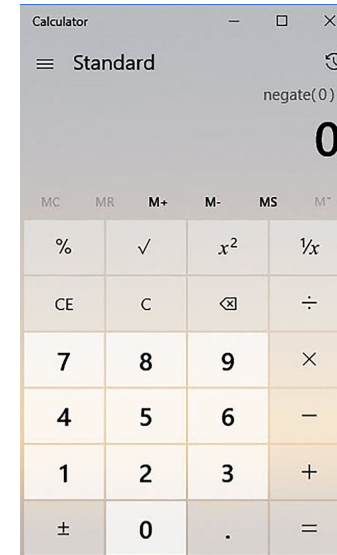 Calculator
Standard
negate(0)
0
MC MR M+ M- MS M˅
% √ x² ¹/x
CE C ⌫ ÷
7 8 9 ×
4 5 6 −
1 2 3 +
± 0 . =